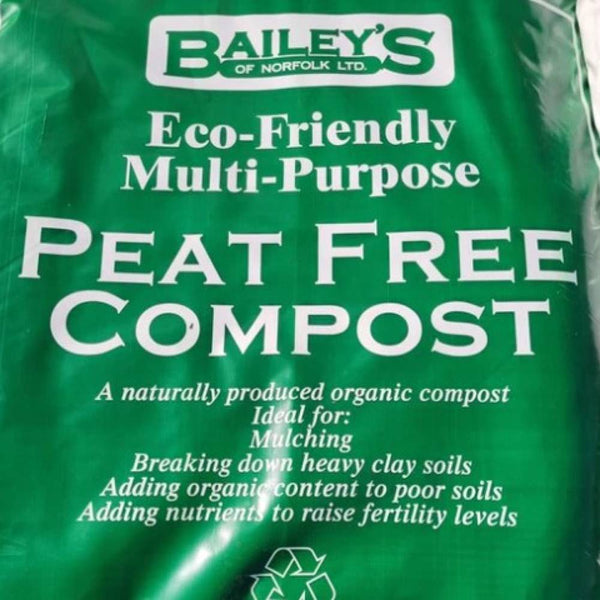 BAILEY'S
OF NORFOLK LTD.
Eco-Friendly
Multi-Purpose
PEAT FREE
COMPOST
A naturally produced organic compost
Ideal for:
Mulching
Breaking down heavy clay soils
Adding organic content to poor soils
Adding nutrients to raise fertility levels